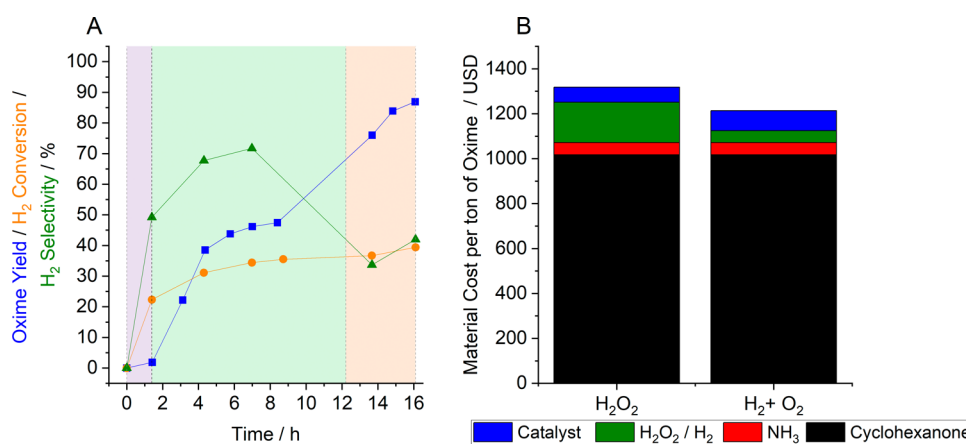 A
Oxime Yield / H₂ Conversion /
H₂ Selectivity / %
100
90
80
70
60
50
40
30
20
10
0
0 2 4 6 8 10 12 14 16
Time / h
B
Material Cost per ton of Oxime / USD
1400
1200
1000
800
600
400
200
0
H₂O₂ H₂+ O₂
Catalyst H₂O₂ / H₂ NH₃ Cyclohexanone